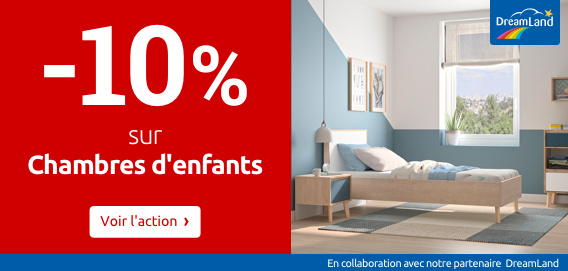 -10%
sur
Chambres d'enfants
Voir l'action ›
DreamLand
En collaboration avec notre partenaire DreamLand